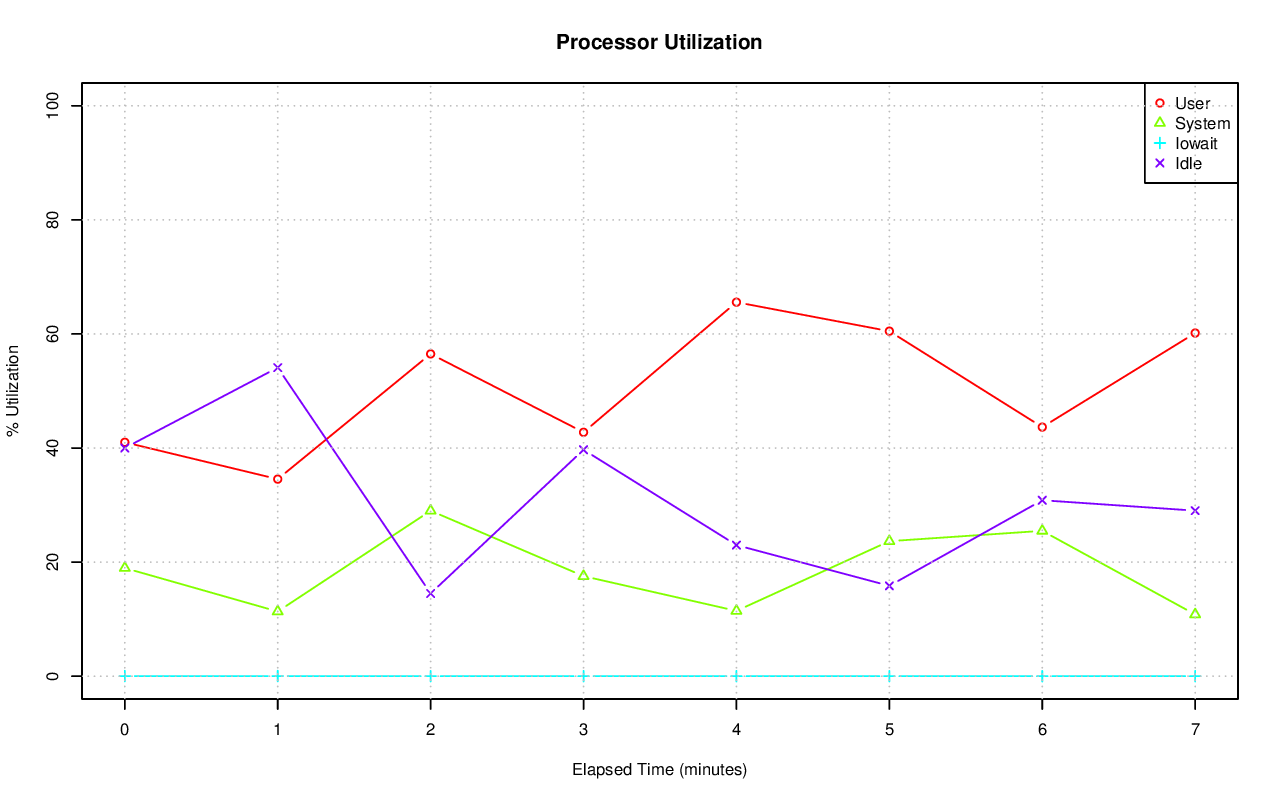 Processor Utilization
% Utilization
100
80
60
40
20
0
User
System
Iowait
Idle
0 1 2 3 4 5 6 7
Elapsed Time (minutes)